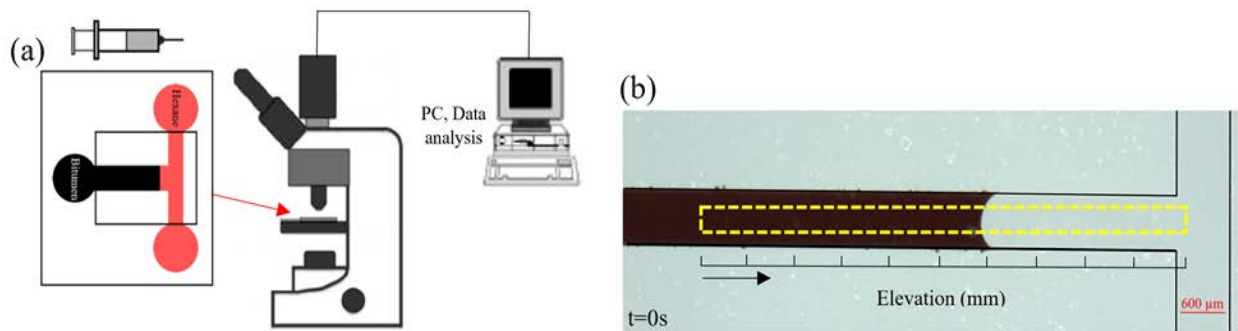 (a)
Hexane
Bitumen
PC, Data
analysis
(b)
Elevation (mm)
t=0s
600 µm